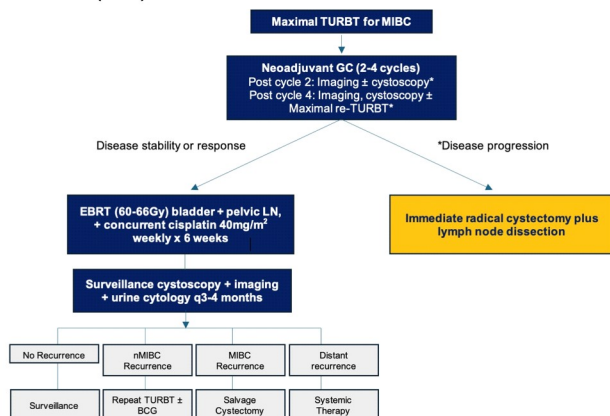 Maximal TURBT for MIBC
Neoadjuvant GC (2-4 cycles)
Post cycle 2: Imaging ± cystoscopy*
Post cycle 4: Imaging, cystoscopy ±
Maximal re-TURBT*
Disease stability or response
*Disease progression
EBRT (60-66Gy) bladder + pelvic LN,
+ concurrent cisplatin 40mg/m²
weekly x 6 weeks
Immediate radical cystectomy plus
lymph node dissection
Surveillance cystoscopy + imaging
+ urine cytology q3-4 months
No Recurrence
nMIBC
Recurrence
MIBC
Recurrence
Distant
recurrence
Surveillance
Repeat TURBT ±
BCG
Salvage
Cystectomy
Systemic
Therapy